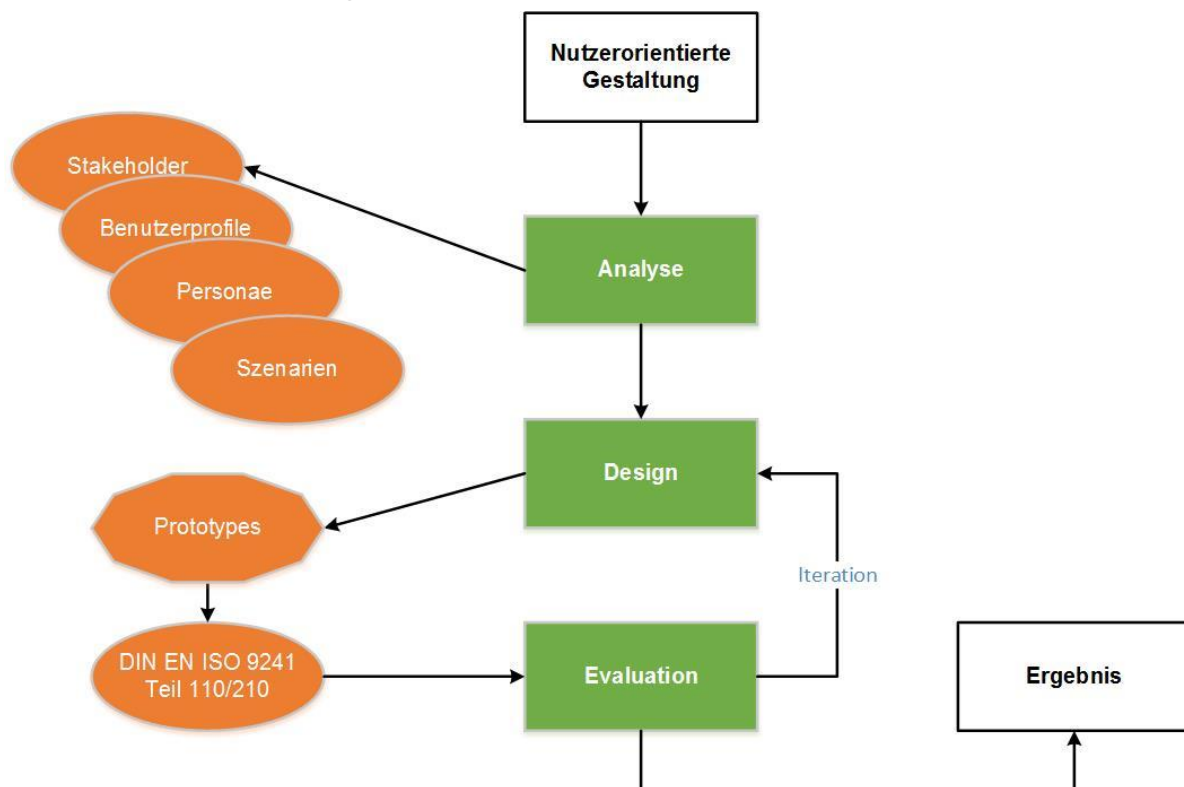 Nutzerorientierte
Gestaltung
Stakeholder
Benutzerprofile
Analyse
Personae
Szenarien
Design
Prototypes
Iteration
DIN EN ISO 9241
Teil 110/210
Evaluation
Ergebnis